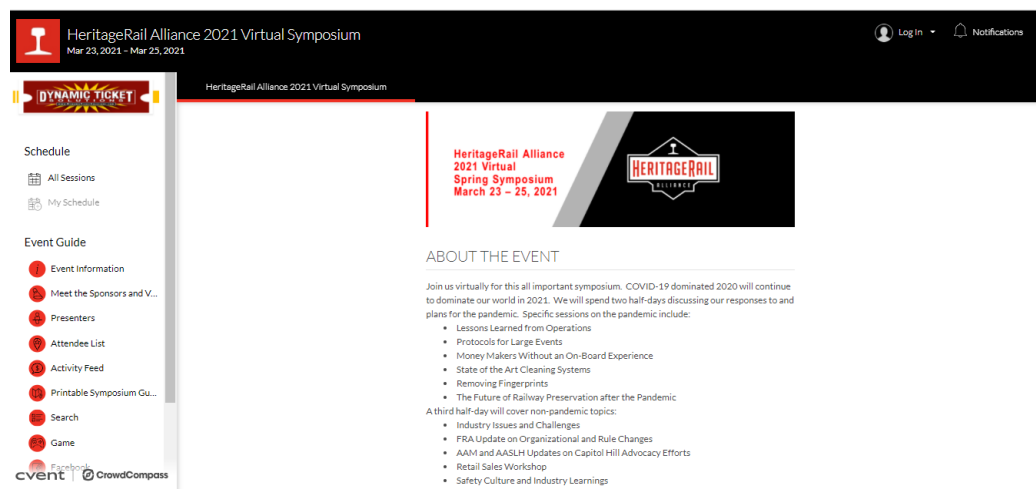 HeritageRail Alliance 2021 Virtual Symposium
Mar 23, 2021 – Mar 25, 2021
Log In
Notifications
DYNAMIC TICKET
SOLUTIONS
HeritageRail Alliance 2021 Virtual Symposium
Schedule
All Sessions
My Schedule
Event Guide
Event Information
Meet the Sponsors and V...
Presenters
Attendee List
Activity Feed
Printable Symposium Gu...
Search
Game
Facebook
cvent
CrowdCompass
HeritageRail Alliance
2021 Virtual
Spring Symposium
March 23 – 25, 2021
HERITAGERAIL
ALLIANCE
ABOUT THE EVENT
Join us virtually for this all important symposium. COVID-19 dominated 2020 will continue
to dominate our world in 2021. We will spend two half-days discussing our responses to and
plans for the pandemic. Specific sessions on the pandemic include:
• Lessons Learned from Operations
• Protocols for Large Events
• Money Makers Without an On-Board Experience
• State of the Art Cleaning Systems
• Removing Fingerprints
• The Future of Railway Preservation after the Pandemic
A third half-day will cover non-pandemic topics:
• Industry Issues and Challenges
• FRA Update on Organizational and Rule Changes
• AAM and AASLH Updates on Capitol Hill Advocacy Efforts
• Retail Sales Workshop
• Safety Culture and Industry Learnings